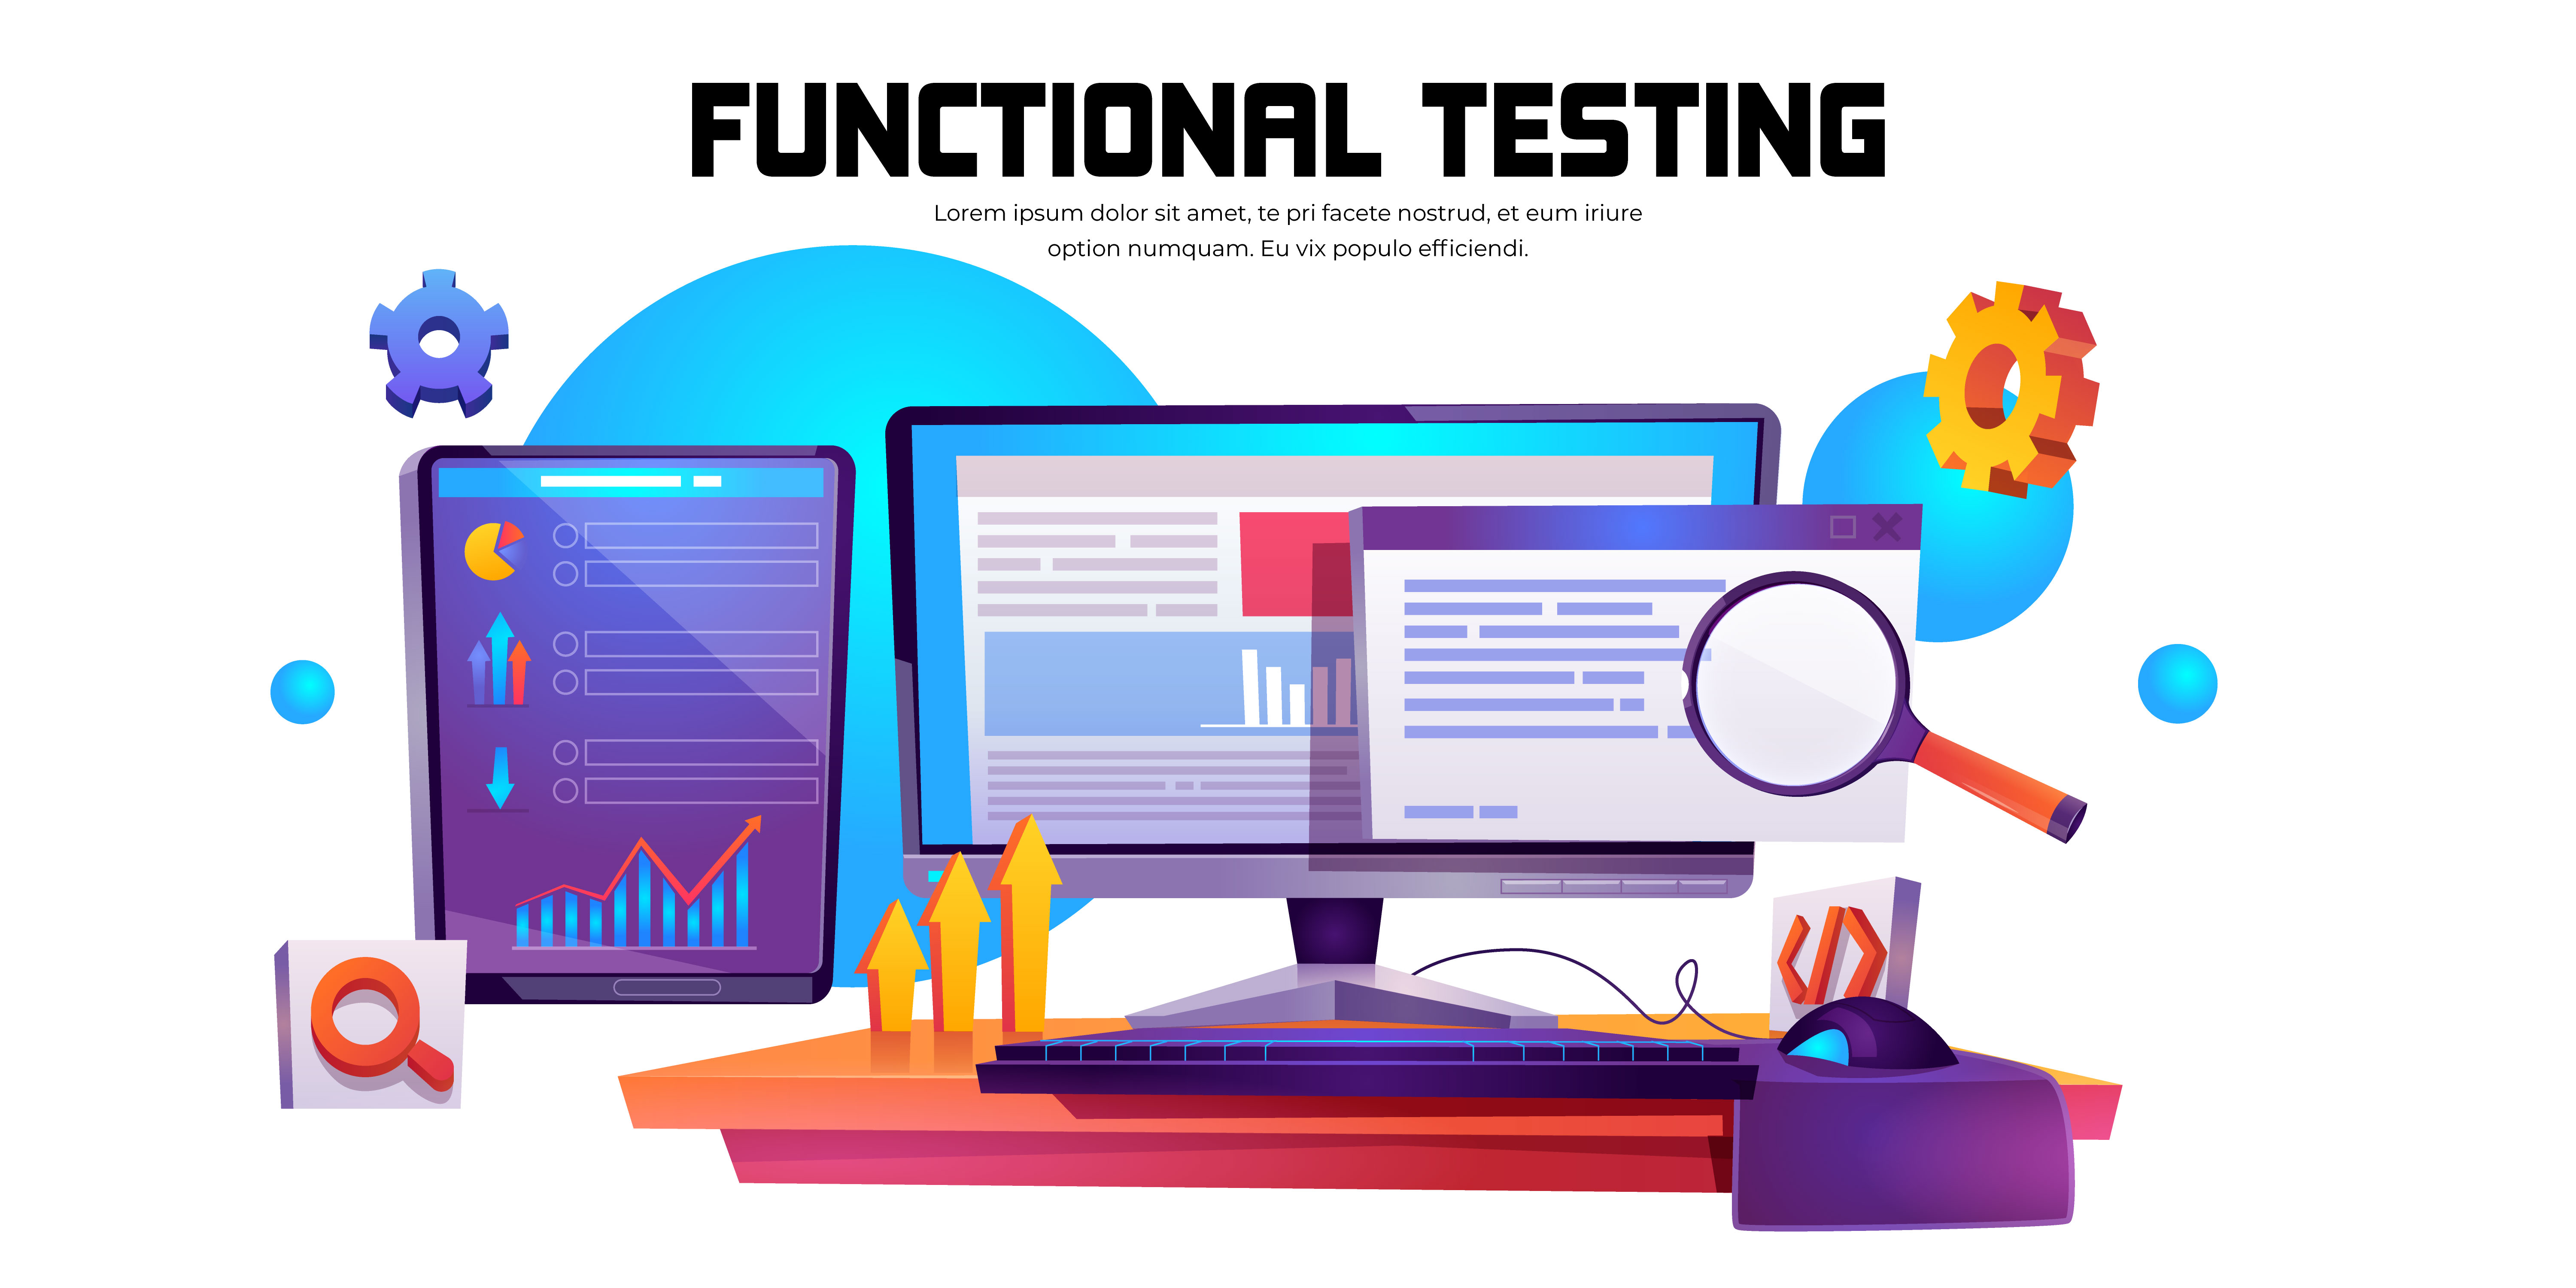 FUNCTIONAL TESTING
Lorem ipsum dolor sit amet, te pri facete nostrud, et eum iriure
option numquam. Eu vix populo efficiendi.
</>